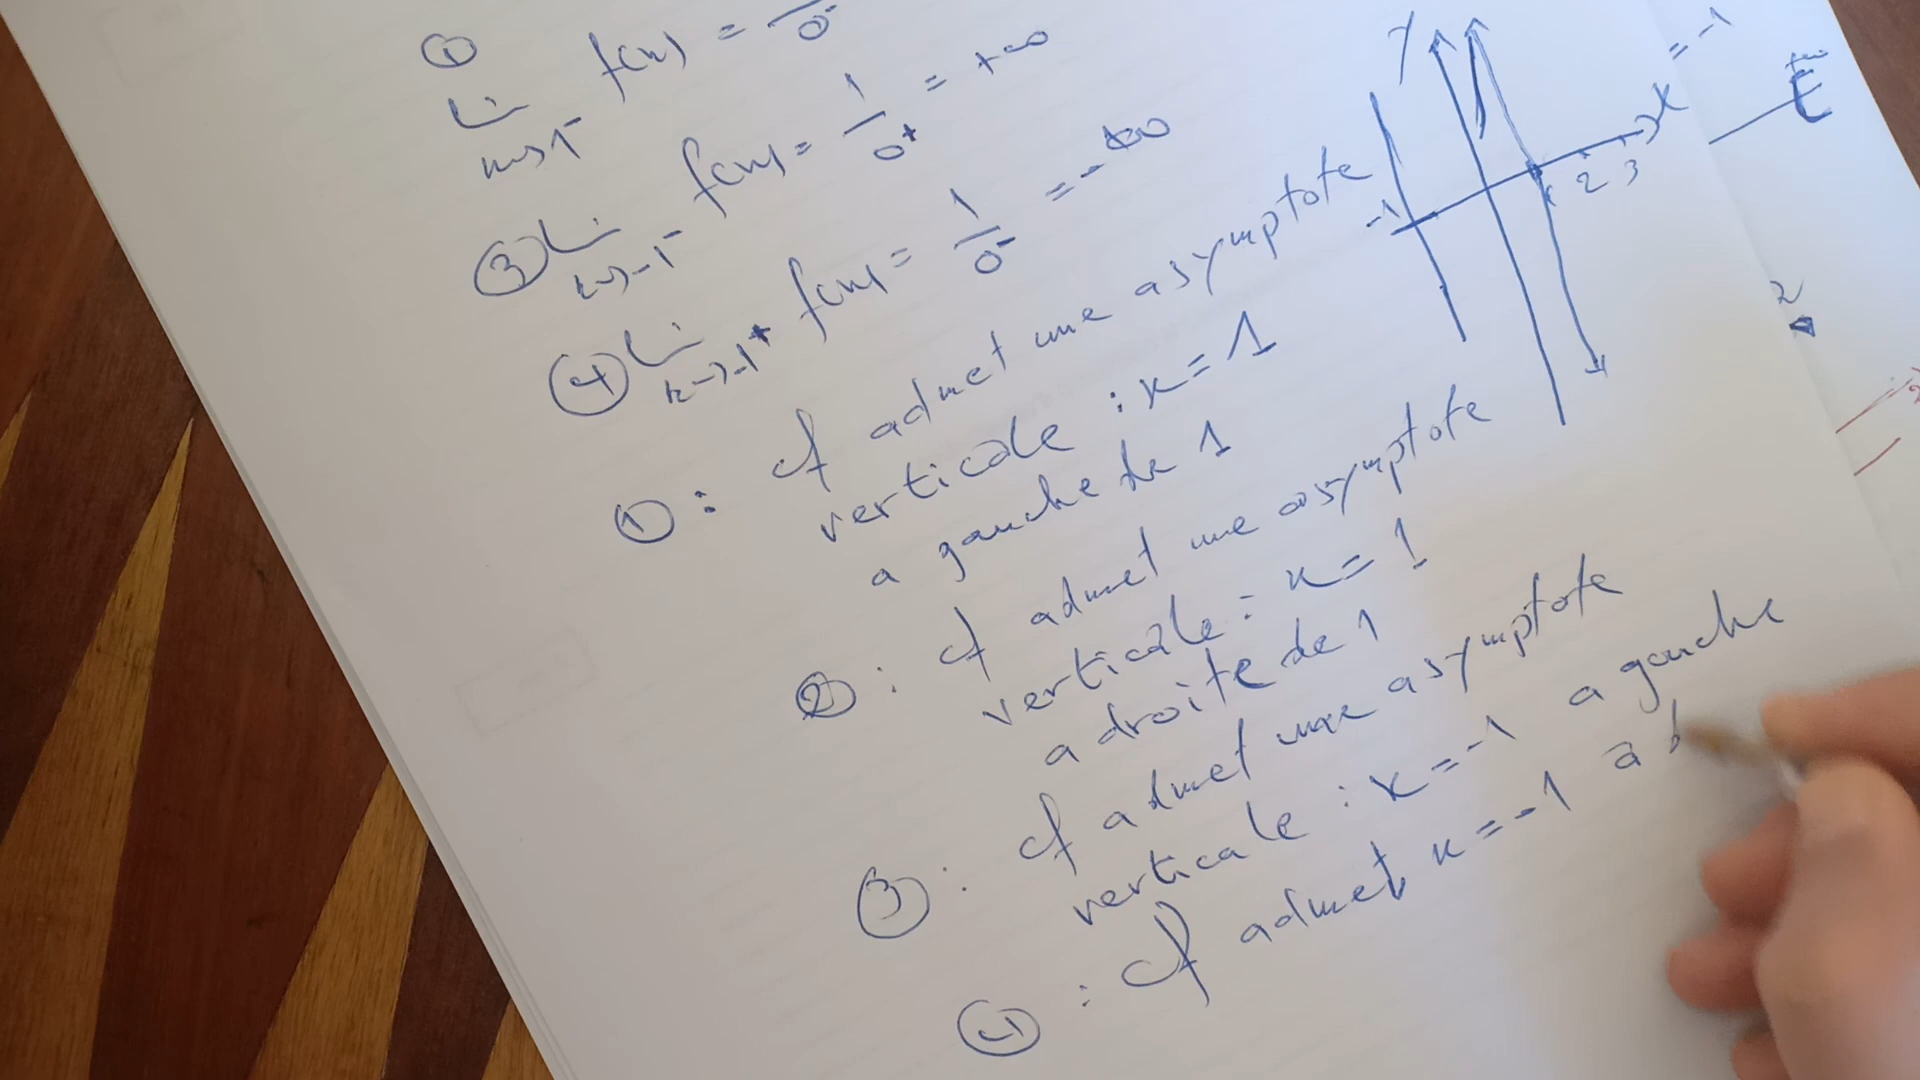 ①
lim f(x) = — 0-
x→1-
③ lim f(x) = 1/0+ = +∞
x→-1-
④ lim f(x) = 1/0- = -∞
x→-1+
y
x
x = -1
-1
2 3
2
① : Cf admet une asymptote
verticale : x = 1
a gauche de 1
② : Cf admet une asymptote
verticale : x = 1
a droite de 1
③ : Cf admet une asymptote
verticale : x = -1 a gauche
④ : Cf admet x = -1 à